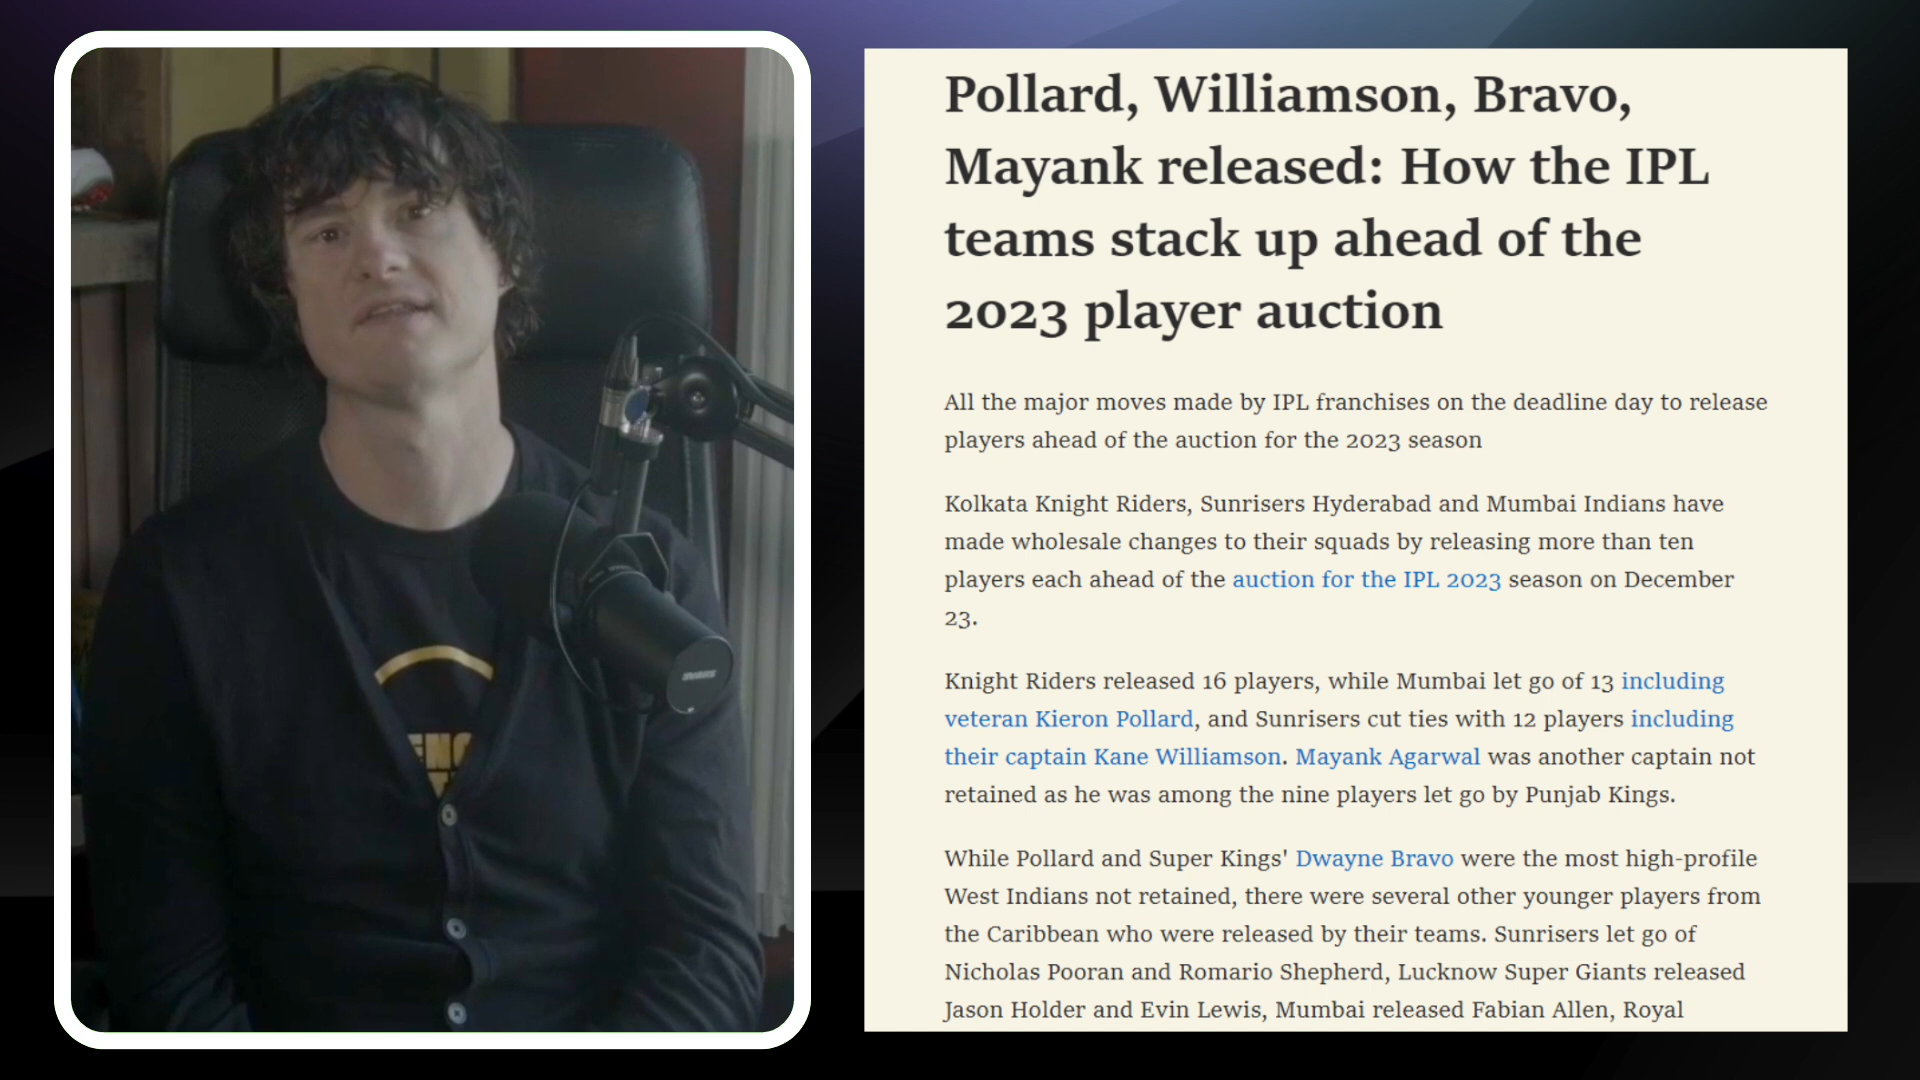 Pollard, Williamson, Bravo,
Mayank released: How the IPL
teams stack up ahead of the
2023 player auction
All the major moves made by IPL franchises on the deadline day to release
players ahead of the auction for the 2023 season
Kolkata Knight Riders, Sunrisers Hyderabad and Mumbai Indians have
made wholesale changes to their squads by releasing more than ten
players each ahead of the auction for the IPL 2023 season on December
23.
Knight Riders released 16 players, while Mumbai let go of 13 including
veteran Kieron Pollard, and Sunrisers cut ties with 12 players including
their captain Kane Williamson. Mayank Agarwal was another captain not
retained as he was among the nine players let go by Punjab Kings.
While Pollard and Super Kings' Dwayne Bravo were the most high-profile
West Indians not retained, there were several other younger players from
the Caribbean who were released by their teams. Sunrisers let go of
Nicholas Pooran and Romario Shepherd, Lucknow Super Giants released
Jason Holder and Evin Lewis, Mumbai released Fabian Allen, Royal